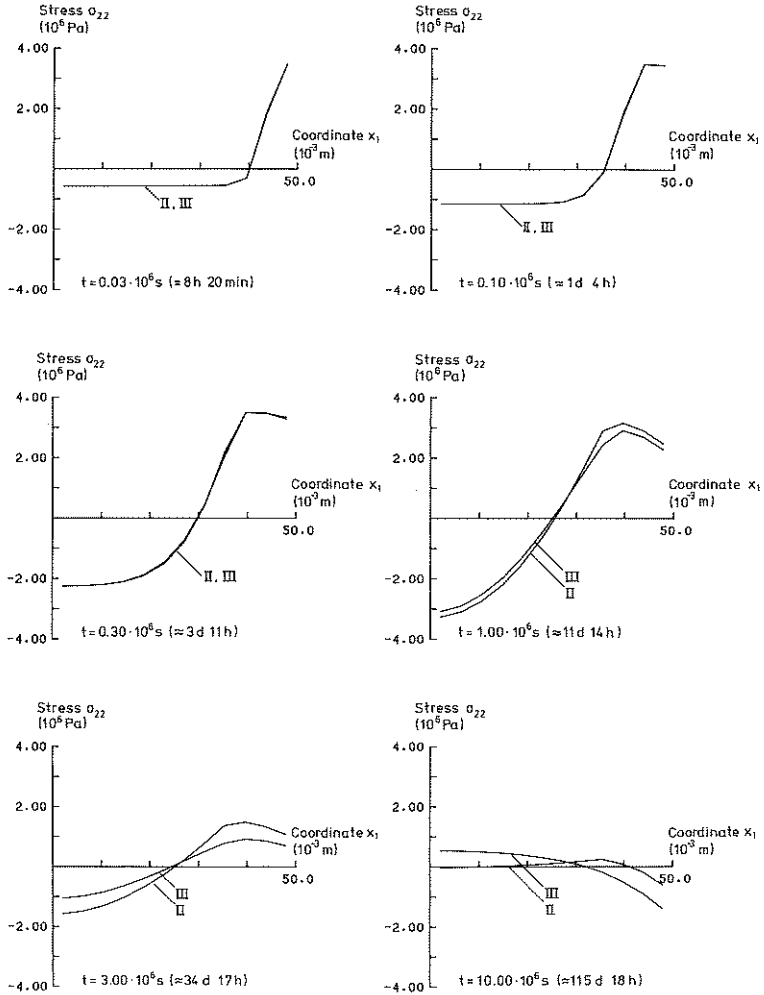 Stress σ22
(10⁶ Pa)
4.00
2.00
-2.00
-4.00
Coordinate x1
(10⁻³ m)
50.0
II, III
t = 0.03·10⁶s (≈8h 20min)
Stress σ22
(10⁶ Pa)
4.00
2.00
-2.00
-4.00
Coordinate x1
(10⁻³ m)
50.0
II, III
t = 0.10·10⁶s (≈1d 4h)
Stress σ22
(10⁶ Pa)
4.00
2.00
-2.00
-4.00
Coordinate x1
(10⁻³ m)
50.0
II, III
t = 0.30·10⁶s (≈3d 11h)
Stress σ22
(10⁶ Pa)
4.00
2.00
-2.00
-4.00
Coordinate x1
(10⁻³ m)
50.0
III
II
t = 1.00·10⁶s (≈11d 14h)
Stress σ22
(10⁶ Pa)
4.00
2.00
-2.00
-4.00
Coordinate x1
(10⁻³ m)
50.0
III
II
t = 3.00·10⁶s (≈34d 17h)
Stress σ22
(10⁶ Pa)
4.00
2.00
-2.00
-4.00
Coordinate x1
(10⁻³ m)
50.0
III
II
t = 10.00·10⁶s (≈115d 18h)